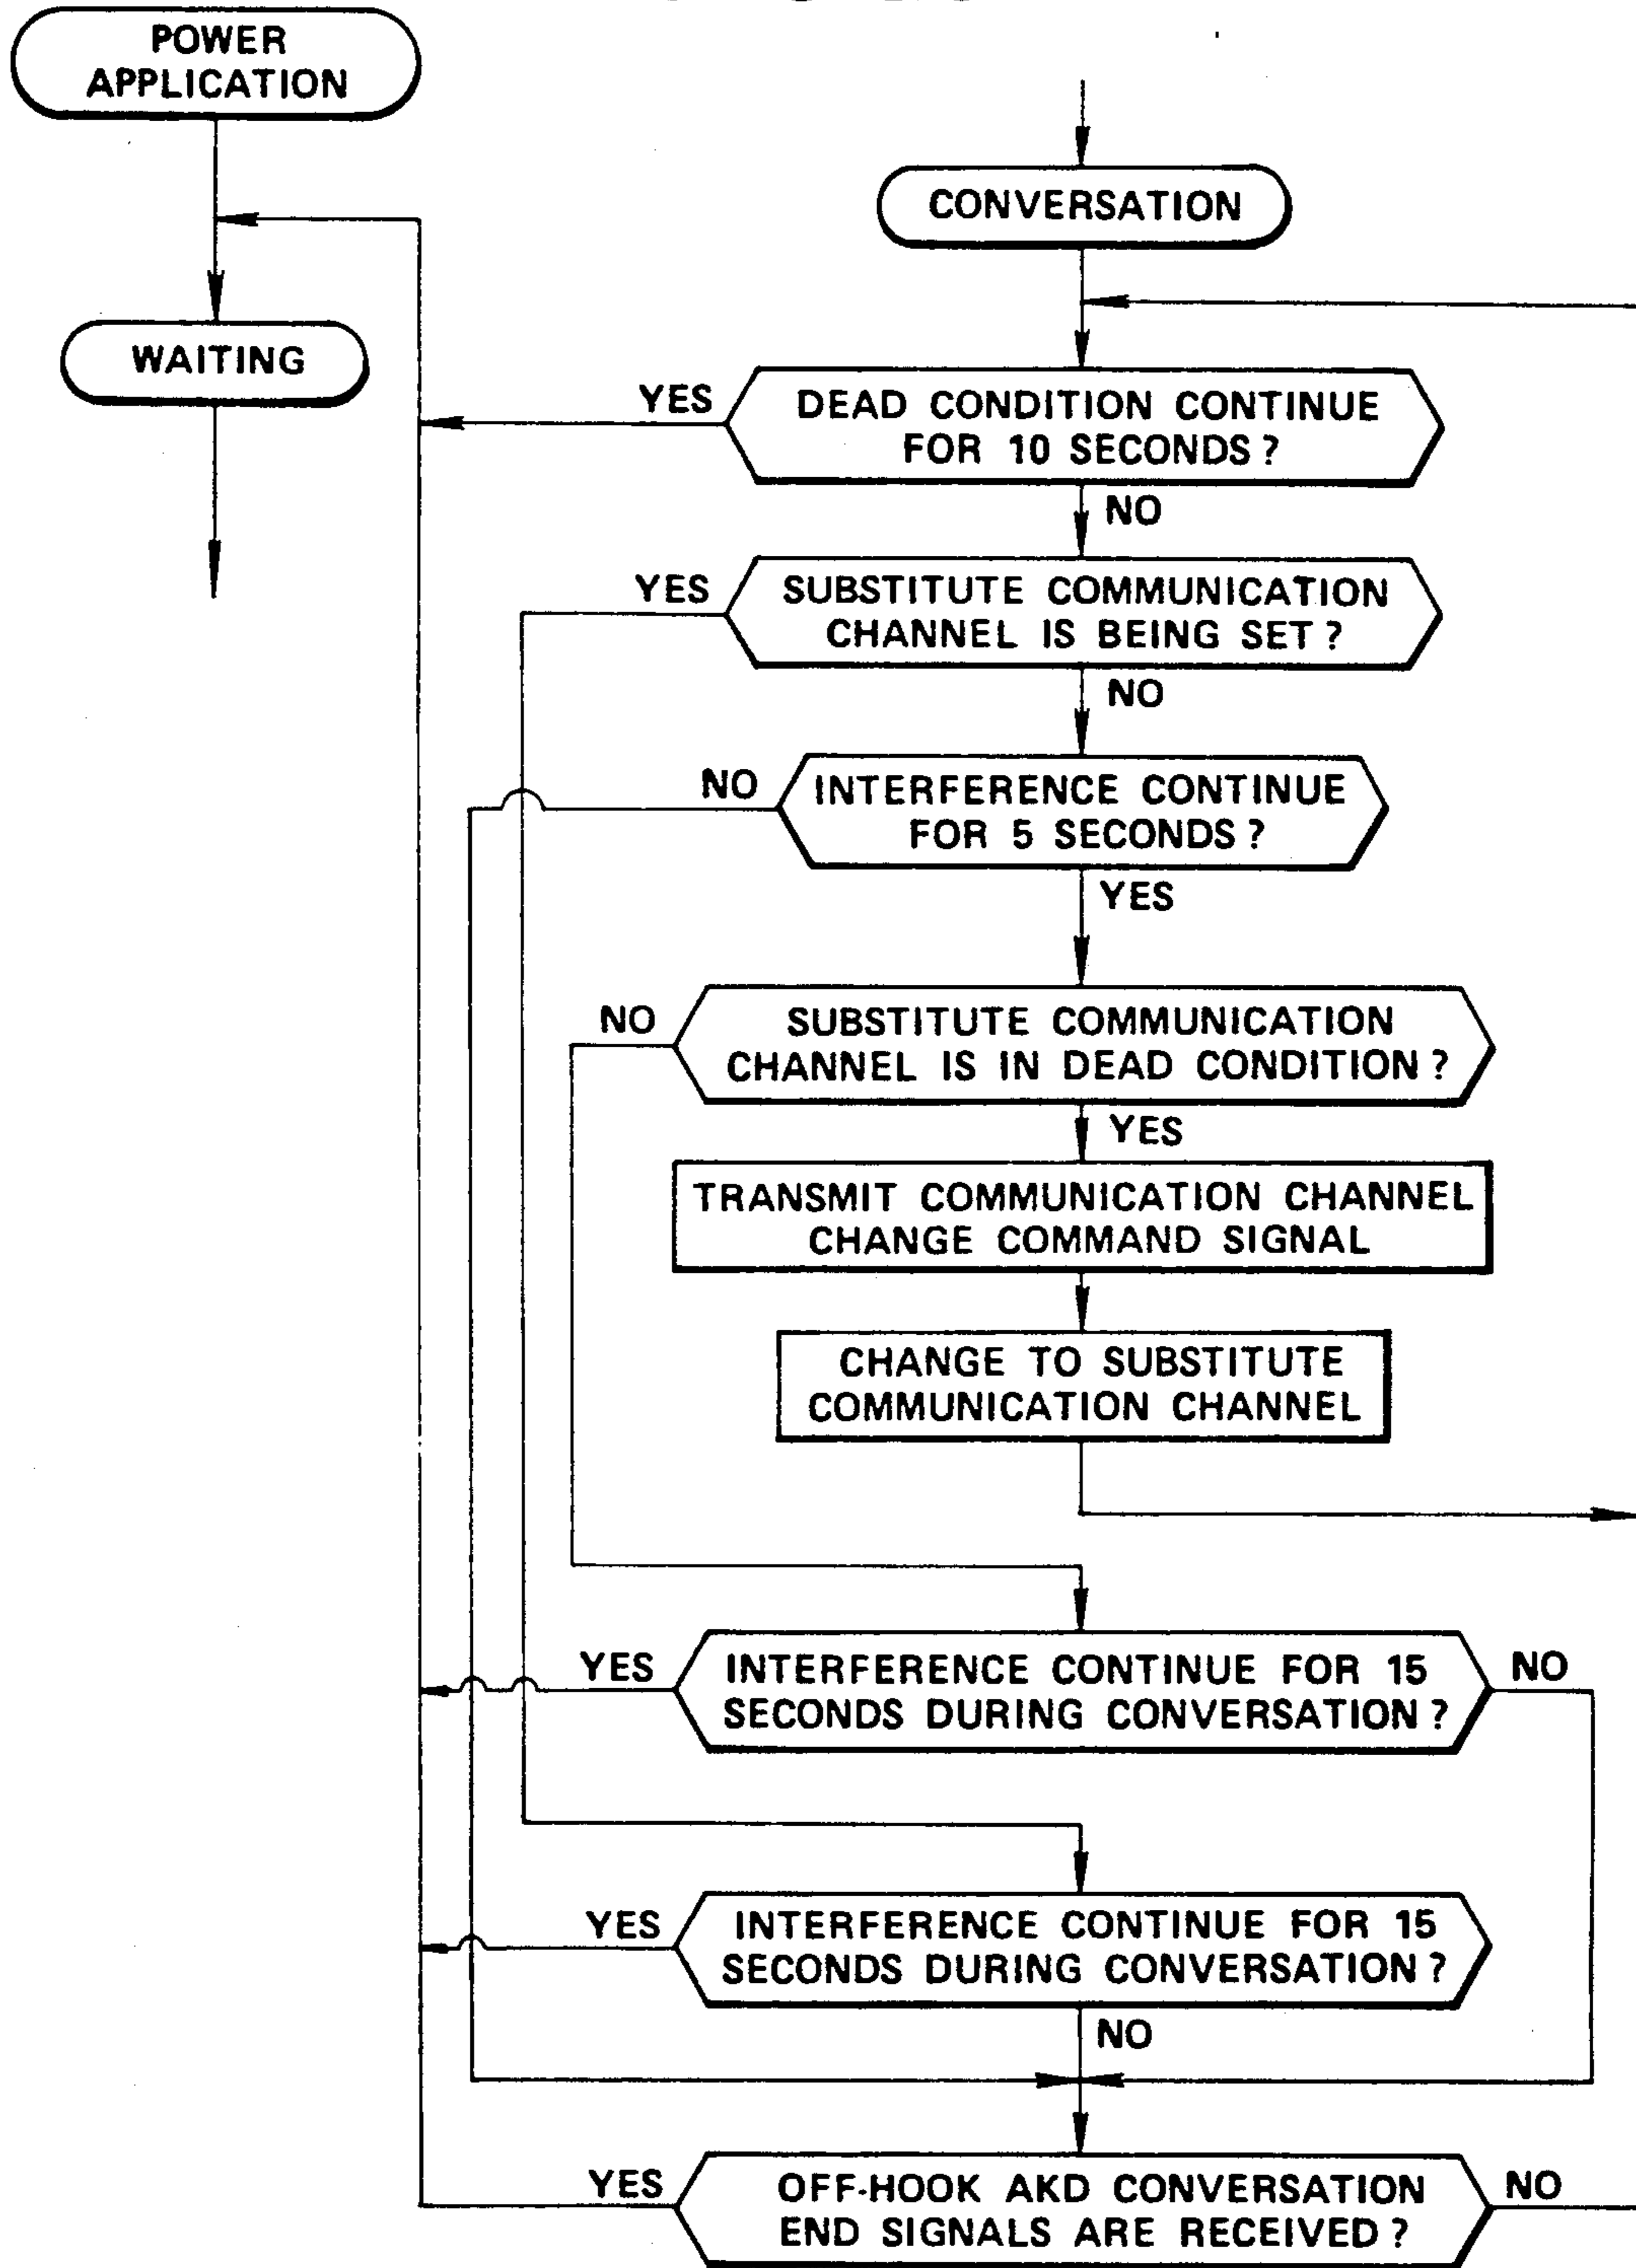 POWER
APPLICATION
WAITING
CONVERSATION
YES
DEAD CONDITION CONTINUE
FOR 10 SECONDS?
NO
YES
SUBSTITUTE COMMUNICATION
CHANNEL IS BEING SET?
NO
NO
INTERFERENCE CONTINUE
FOR 5 SECONDS?
YES
NO
SUBSTITUTE COMMUNICATION
CHANNEL IS IN DEAD CONDITION?
YES
TRANSMIT COMMUNICATION CHANNEL
CHANGE COMMAND SIGNAL
CHANGE TO SUBSTITUTE
COMMUNICATION CHANNEL
YES
INTERFERENCE CONTINUE FOR 15
SECONDS DURING CONVERSATION?
NO
YES
INTERFERENCE CONTINUE FOR 15
SECONDS DURING CONVERSATION?
NO
YES
OFF-HOOK AKD CONVERSATION
END SIGNALS ARE RECEIVED?
NO